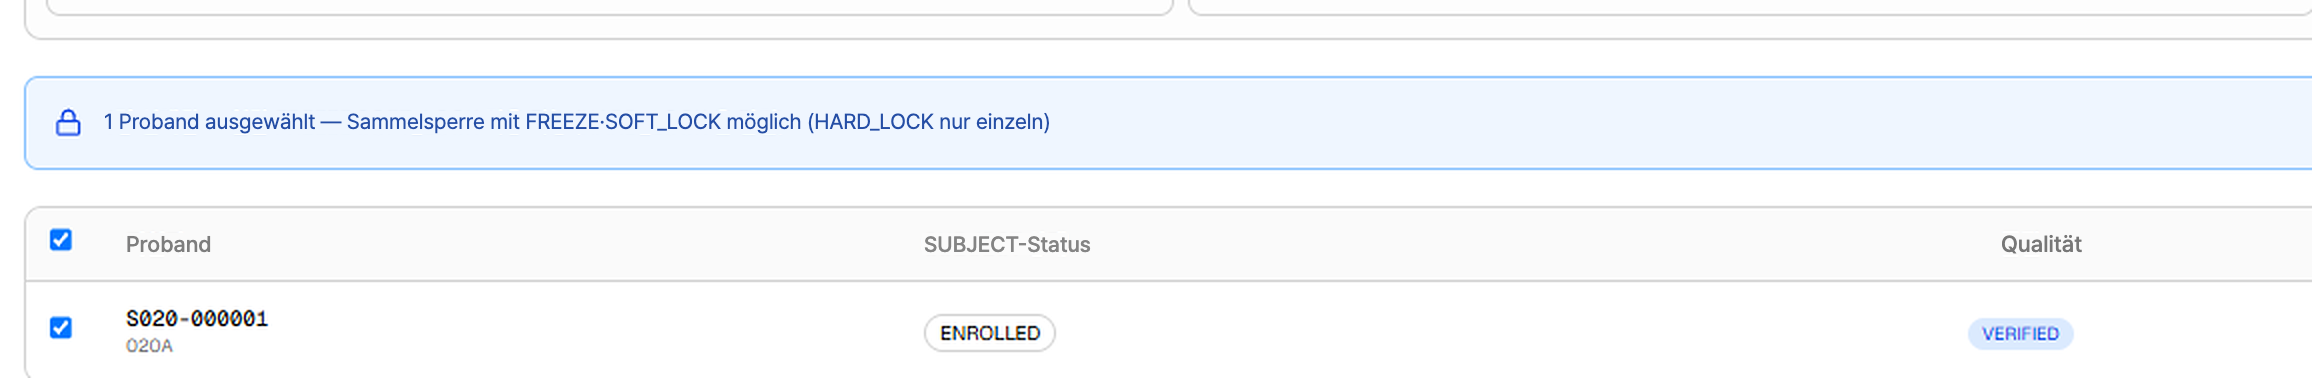 1 Proband ausgewählt — Sammelsperre mit FREEZE·SOFT_LOCK möglich (HARD_LOCK nur einzeln)
Proband SUBJECT-Status Qualität
S020-000001 ENROLLED VERIFIED
020A